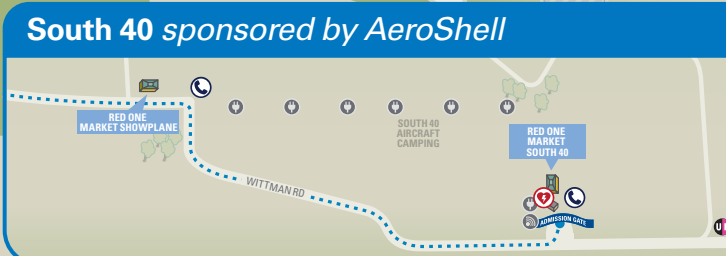 South 40 sponsored by AeroShell
RED ONE
MARKET SHOWPLANE
SOUTH 40
AIRCRAFT
CAMPING
RED ONE
MARKET
SOUTH 40
WITTMAN RD
ADMISSION GATE
U